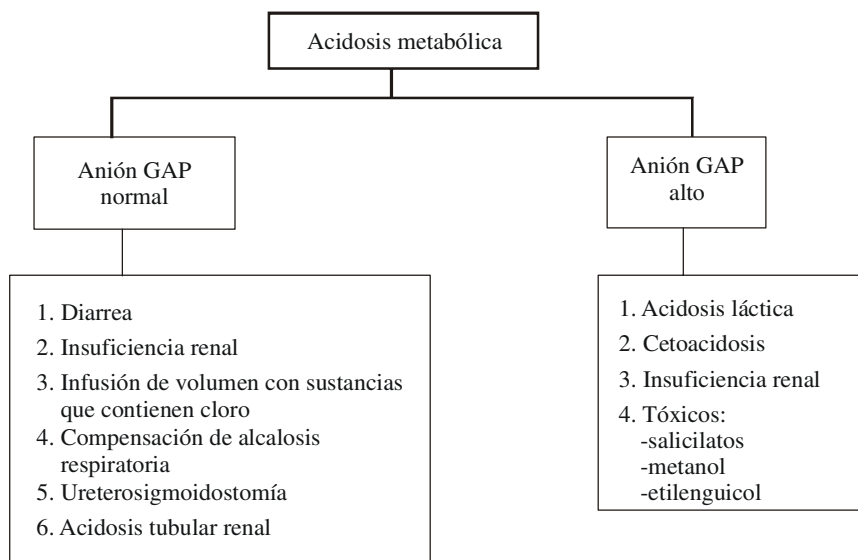 Acidosis metabólica
Anión GAP
normal
Anión GAP
alto
1. Diarrea
2. Insuficiencia renal
3. Infusión de volumen con sustancias
que contienen cloro
4. Compensación de alcalosis
respiratoria
5. Ureterosigmoidostomía
6. Acidosis tubular renal
1. Acidosis láctica
2. Cetoacidosis
3. Insuficiencia renal
4. Tóxicos:
-salicilatos
-metanol
-etilenguicol